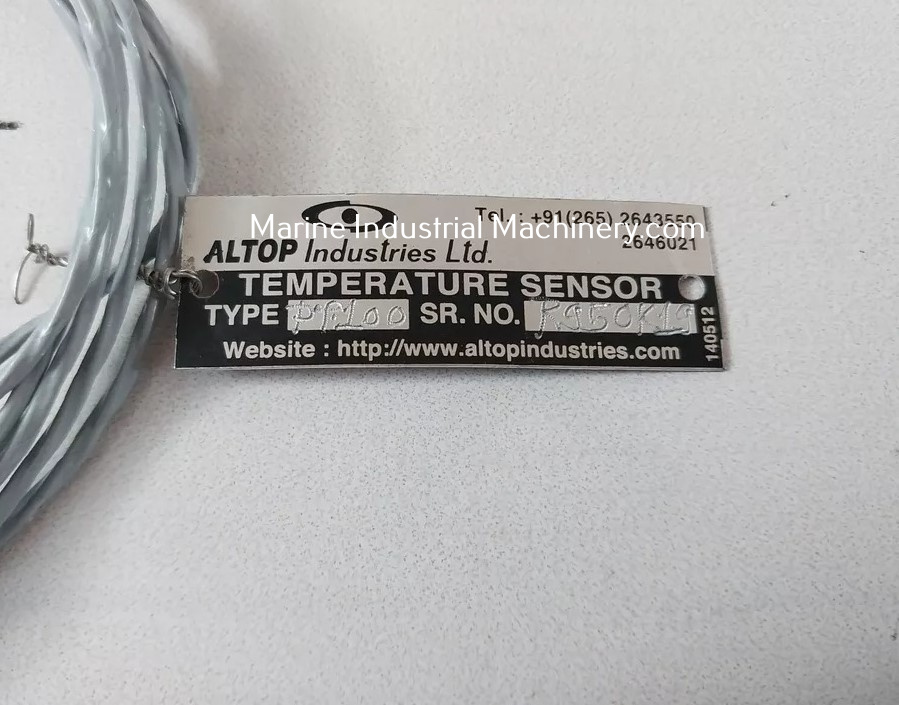 Tel. : +91(265) 2643550
2646021
Marine Industrial Machinery.com
ALTOP Industries Ltd.
TEMPERATURE SENSOR
TYPE SR. NO.
Website : http://www.altopindustries.com
140512